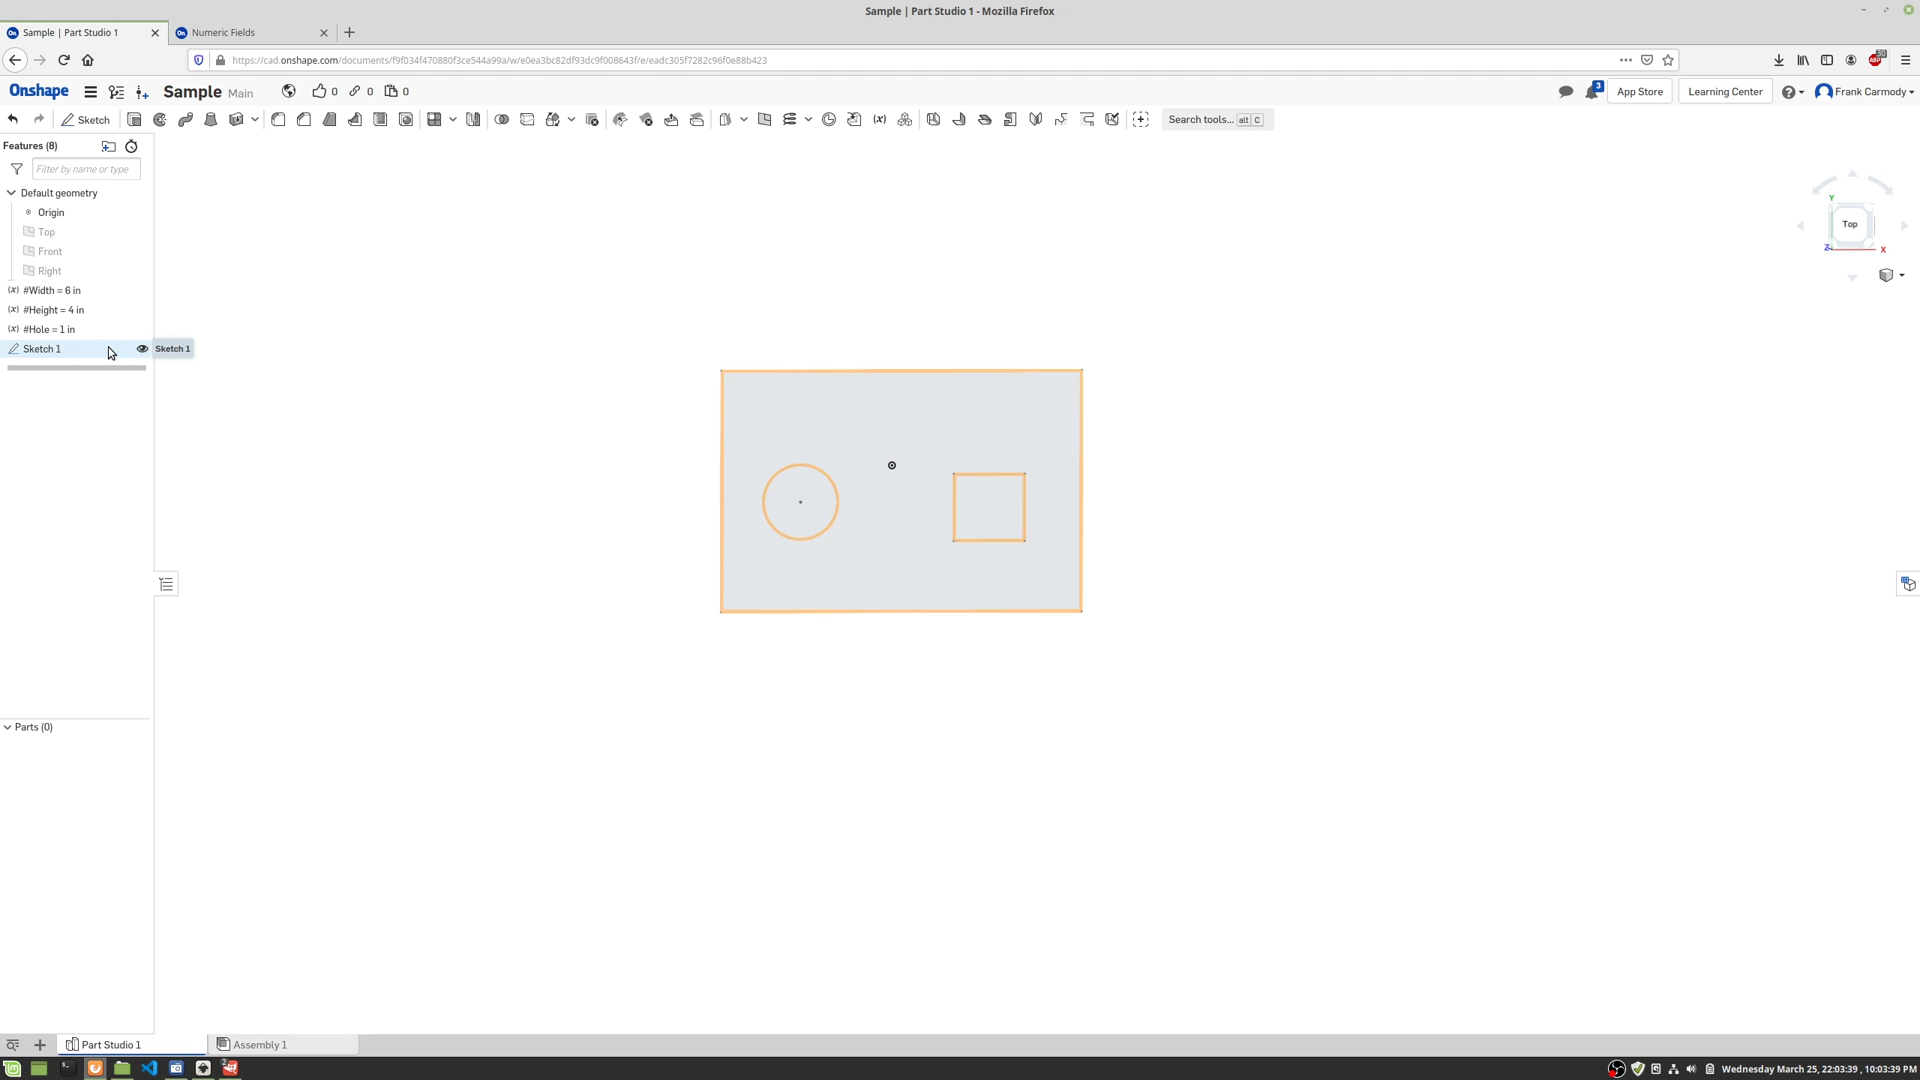 Sample | Part Studio 1 - Mozilla Firefox
Sample | Part Studio 1
Numeric Fields
https://cad.onshape.com/documents/f9f034f470880f3ce544a99a/w/e0ea3bc82df93dc9f008643f/e/eadc305f7282c96f0e88b423
Onshape
Sample Main
0
0
0
3
App Store
Learning Center
Frank Carmody
Sketch
Search tools... alt C
Features (8)
Filter by name or type
Default geometry
Origin
Top
Front
Right
(x) #Width = 6 in
(x) #Height = 4 in
(x) #Hole = 1 in
Sketch 1
Sketch 1
Y
Top
Z
X
Parts (0)
Part Studio 1
Assembly 1
Wednesday March 25, 22:03:39 , 10:03:39 PM